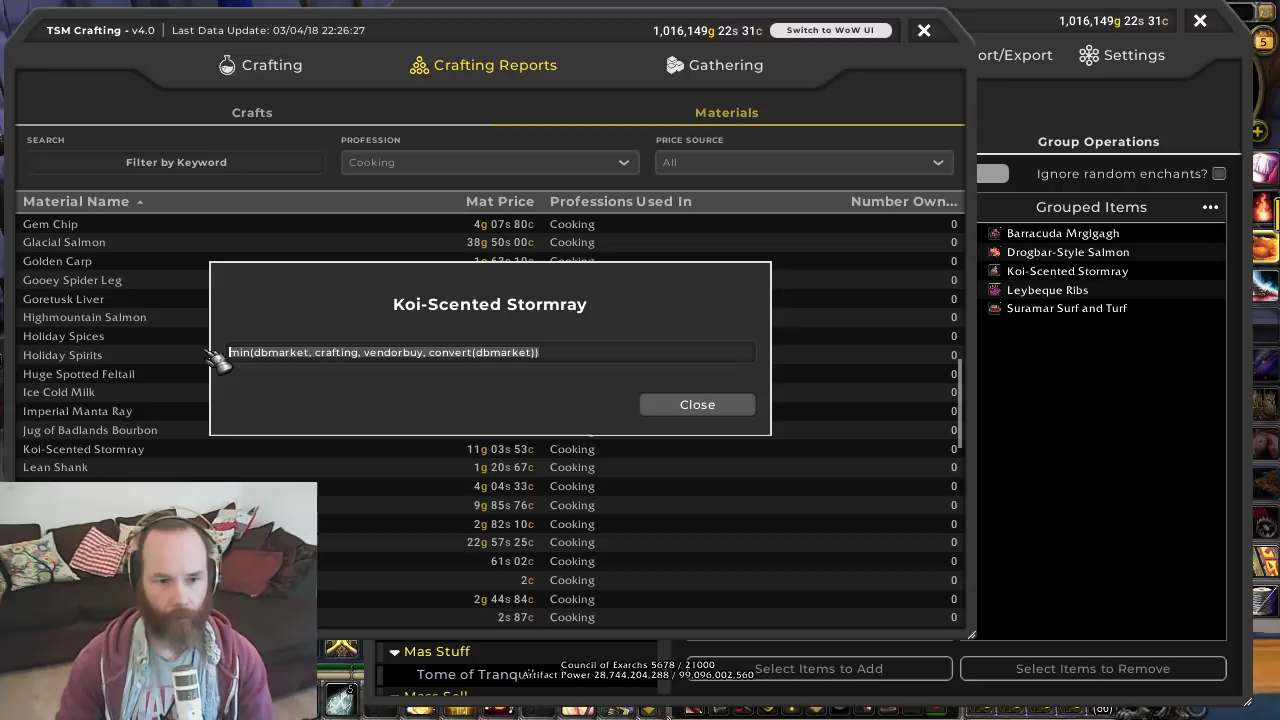 TSM Crafting - v4.0 | Last Data Update: 03/04/18 22:26:27
1,016,149g 22s 31c
Switch to WoW UI
1,016,149g 22s 31c
Crafting
Crafting Reports
Gathering
ort/Export
Settings
5
Crafts
Materials
Group Operations
SEARCH
PROFESSION
PRICE SOURCE
Filter by Keyword
Cooking
All
Ignore random enchants?
Material Name
Mat Price
Professions Used In
Number Own...
Grouped Items
Gem Chip 4g 07s 80c Cooking 0
Glacial Salmon 38g 50s 00c Cooking 0
Golden Carp 0
Gooey Spider Leg 0
Goretusk Liver 0
Highmountain Salmon 0
Holiday Spices 0
Holiday Spirits 0
Huge Spotted Feltail 0
Ice Cold Milk 0
Imperial Manta Ray 0
Jug of Badlands Bourbon 0
Koi-Scented Stormray 11g 03s 53c Cooking 0
Lean Shank 1g 20s 67c Cooking 0
4g 04s 33c Cooking 0
9g 85s 76c Cooking 0
2g 82s 10c Cooking 0
22g 57s 25c Cooking 0
61s 02c Cooking 0
2c Cooking 0
2g 44s 84c Cooking 0
2s 87c Cooking 0
Koi-Scented Stormray
min(dbmarket, crafting, vendorbuy, convert(dbmarket))
Close
Barracuda Mrglgagh
Drogbar-Style Salmon
Koi-Scented Stormray
Leybeque Ribs
Suramar Surf and Turf
Mas Stuff
Tome of Tranqu
Council of Exarchs 5678 / 21000
Artifact Power 28.744.204.288 / 99.096.002.560
Select Items to Add
Select Items to Remove